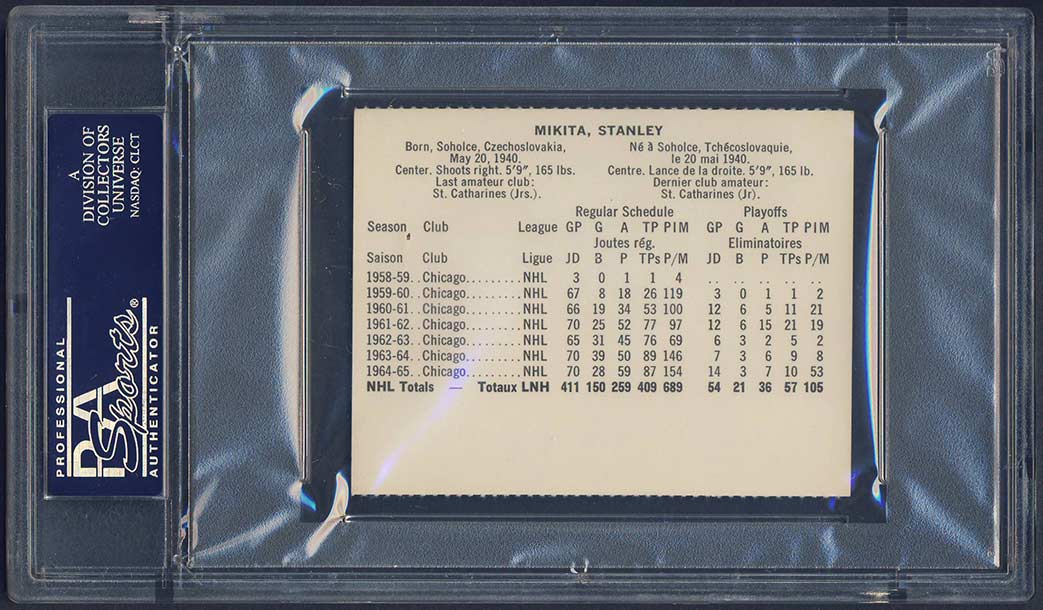 A
DIVISION OF
COLLECTORS
UNIVERSE
NASDAQ: CLCT
PROFESSIONAL
PSA
Sports®
AUTHENTICATOR
MIKITA, STANLEY
Born, Soholce, Czechoslovakia,
May 20, 1940.
Center. Shoots right. 5'9", 165 lbs.
Last amateur club:
St. Catharines (Jrs.).
Né à Soholce, Tchécoslovaquie,
le 20 mai 1940.
Centre. Lance de la droite. 5'9", 165 lb.
Dernier club amateur:
St. Catharines (Jr).
Regular Schedule Playoffs
Season Club League GP G A TP PIM GP G A TP PIM
Joutes rég. Eliminatoires
Saison Club Ligue JD B P TPs P/M JD B P TPs P/M
1958-59. . Chicago. . . . . . . . . NHL 3 0 1 1 4 .. .. .. .. ..
1959-60. . Chicago. . . . . . . . . NHL 67 8 18 26 119 3 0 1 1 2
1960-61. . Chicago. . . . . . . . . NHL 66 19 34 53 100 12 6 5 11 21
1961-62. . Chicago. . . . . . . . . NHL 70 25 52 77 97 12 6 15 21 19
1962-63. . Chicago. . . . . . . . . NHL 65 31 45 76 69 6 3 2 5 2
1963-64. . Chicago. . . . . . . . . NHL 70 39 50 89 146 7 3 6 9 8
1964-65. . Chicago. . . . . . . . . NHL 70 28 59 87 154 14 3 7 10 53
NHL Totals — Totaux LNH 411 150 259 409 689 54 21 36 57 105